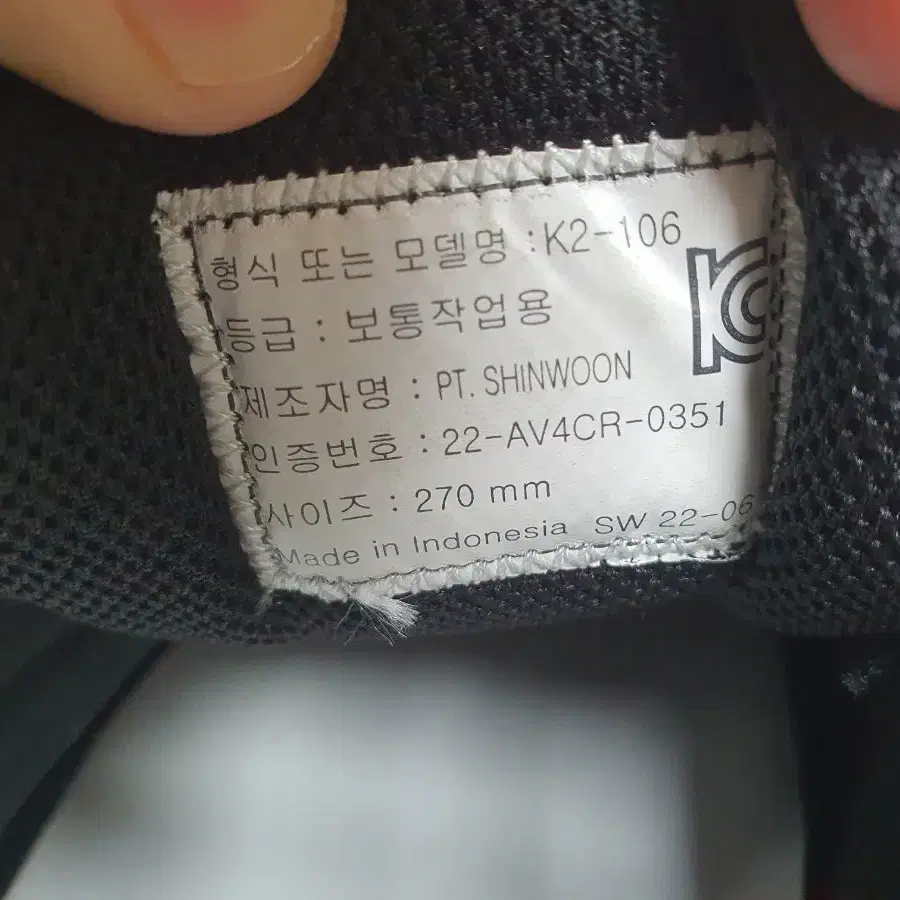 형식 또는 모델명 : K2-106
등급 : 보통작업용
제조자명 : PT. SHINWOON
인증번호 : 22-AV4CR-0351
사이즈 : 270 mm
Made in Indonesia SW 22-06